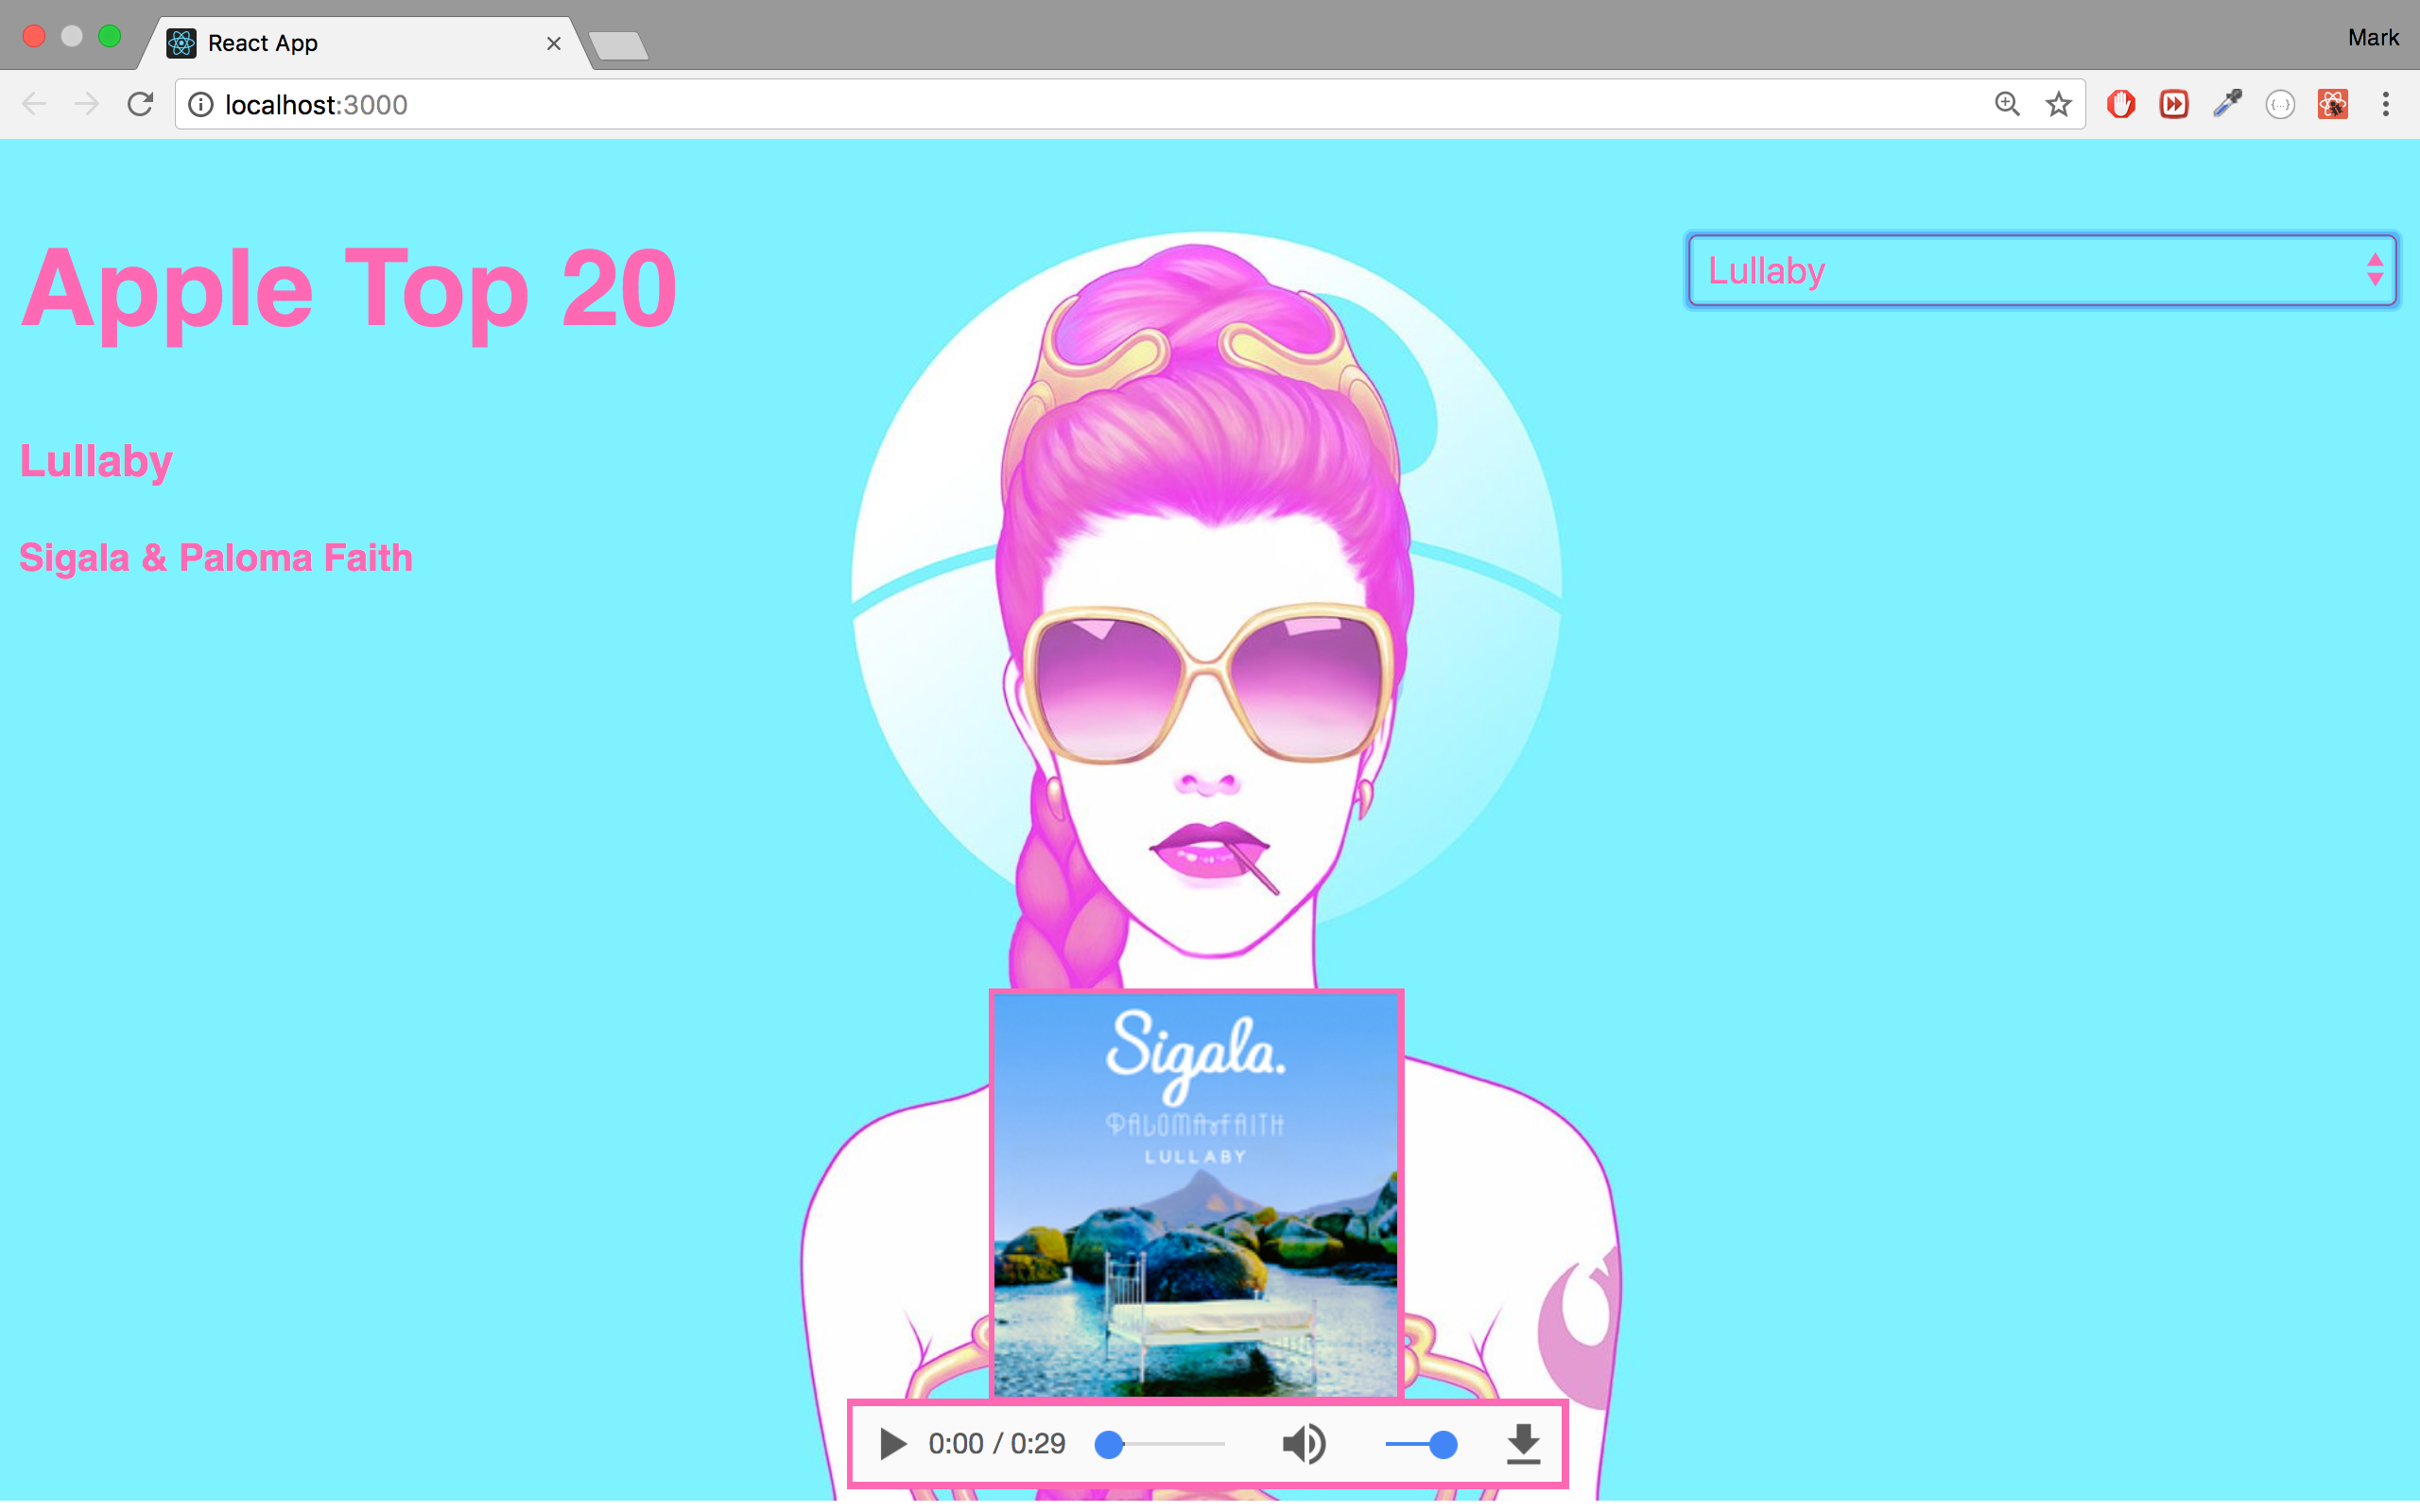 React App
Mark
localhost:3000
Apple Top 20
Lullaby
Lullaby
Sigala & Paloma Faith
Sigala.
PALOMA FAITH
LULLABY
0:00 / 0:29